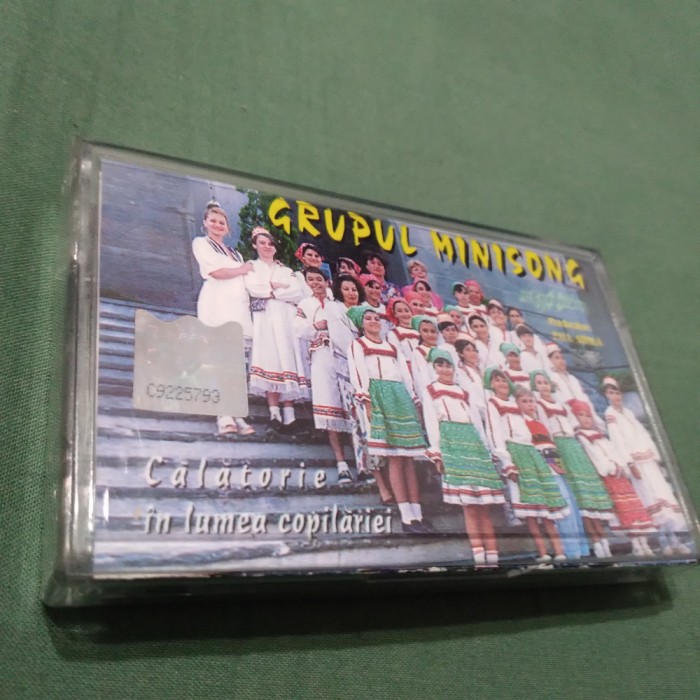 GRUPUL MINISONG
C9225793
Călătorie
în lumea copilăriei